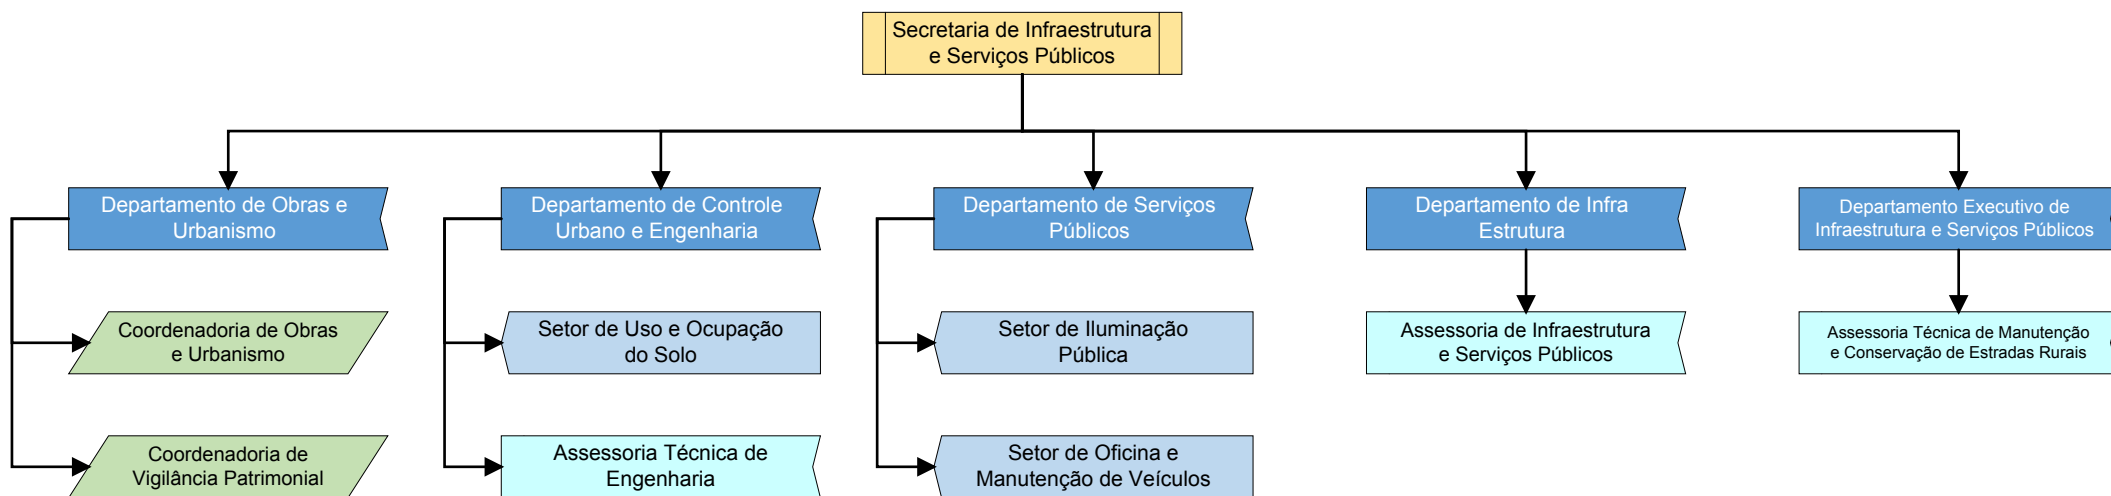 Secretaria de Infraestrutura
e Serviços Públicos
Departamento de Obras e
Urbanismo
Departamento de Controle
Urbano e Engenharia
Departamento de Serviços
Públicos
Departamento de Infra
Estrutura
Departamento Executivo de
Infraestrutura e Serviços Públicos
Coordenadoria de Obras
e Urbanismo
Setor de Uso e Ocupação
do Solo
Setor de Iluminação
Pública
Assessoria de Infraestrutura
e Serviços Públicos
Assessoria Técnica de Manutenção
e Conservação de Estradas Rurais
Coordenadoria de
Vigilância Patrimonial
Assessoria Técnica de
Engenharia
Setor de Oficina e
Manutenção de Veículos